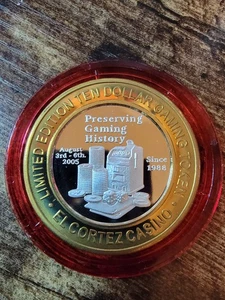 LIMITED EDITION TEN DOLLAR GAMING TOKEN
Preserving
Gaming
History
August
3rd - 6th,
2005
Since
1988
• EL CORTEZ CASINO •